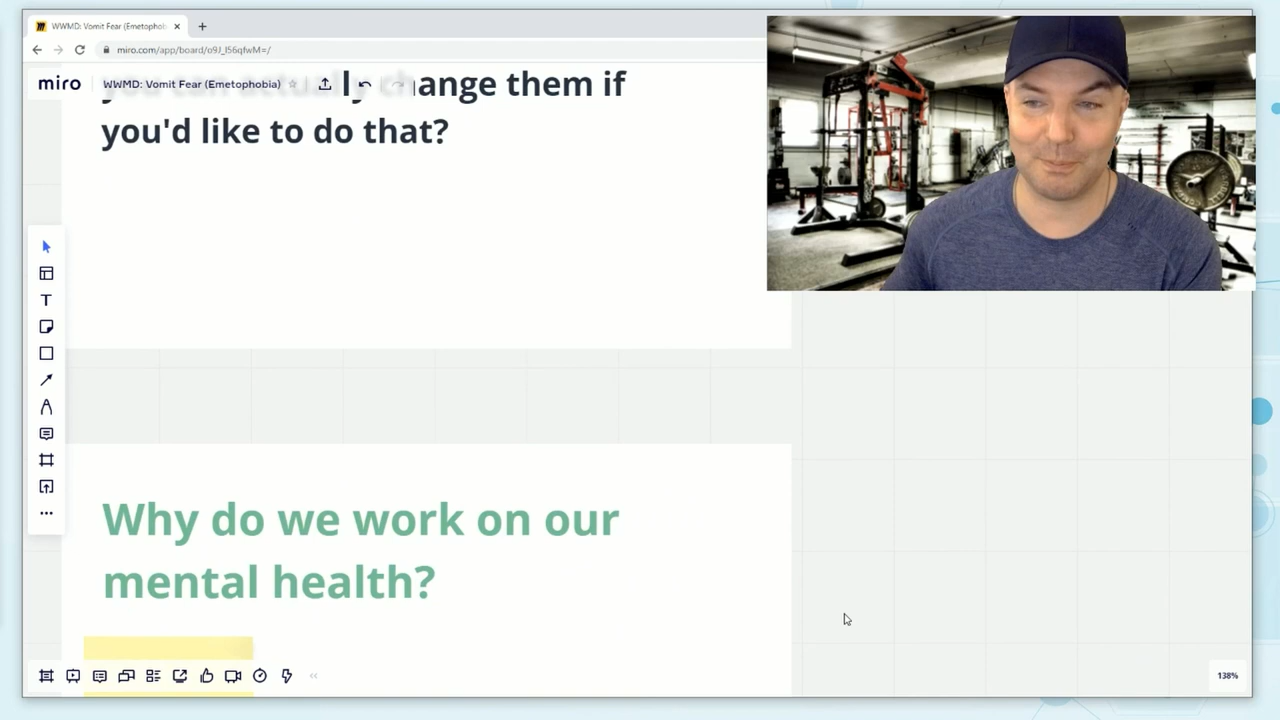 WWMD: Vomit Fear (Emetophob
miro.com/app/board/o9J_l56qfwM=/
miro
WWMD: Vomit Fear (Emetophobia)
change them if
you'd like to do that?
Why do we work on our
mental health?
138%